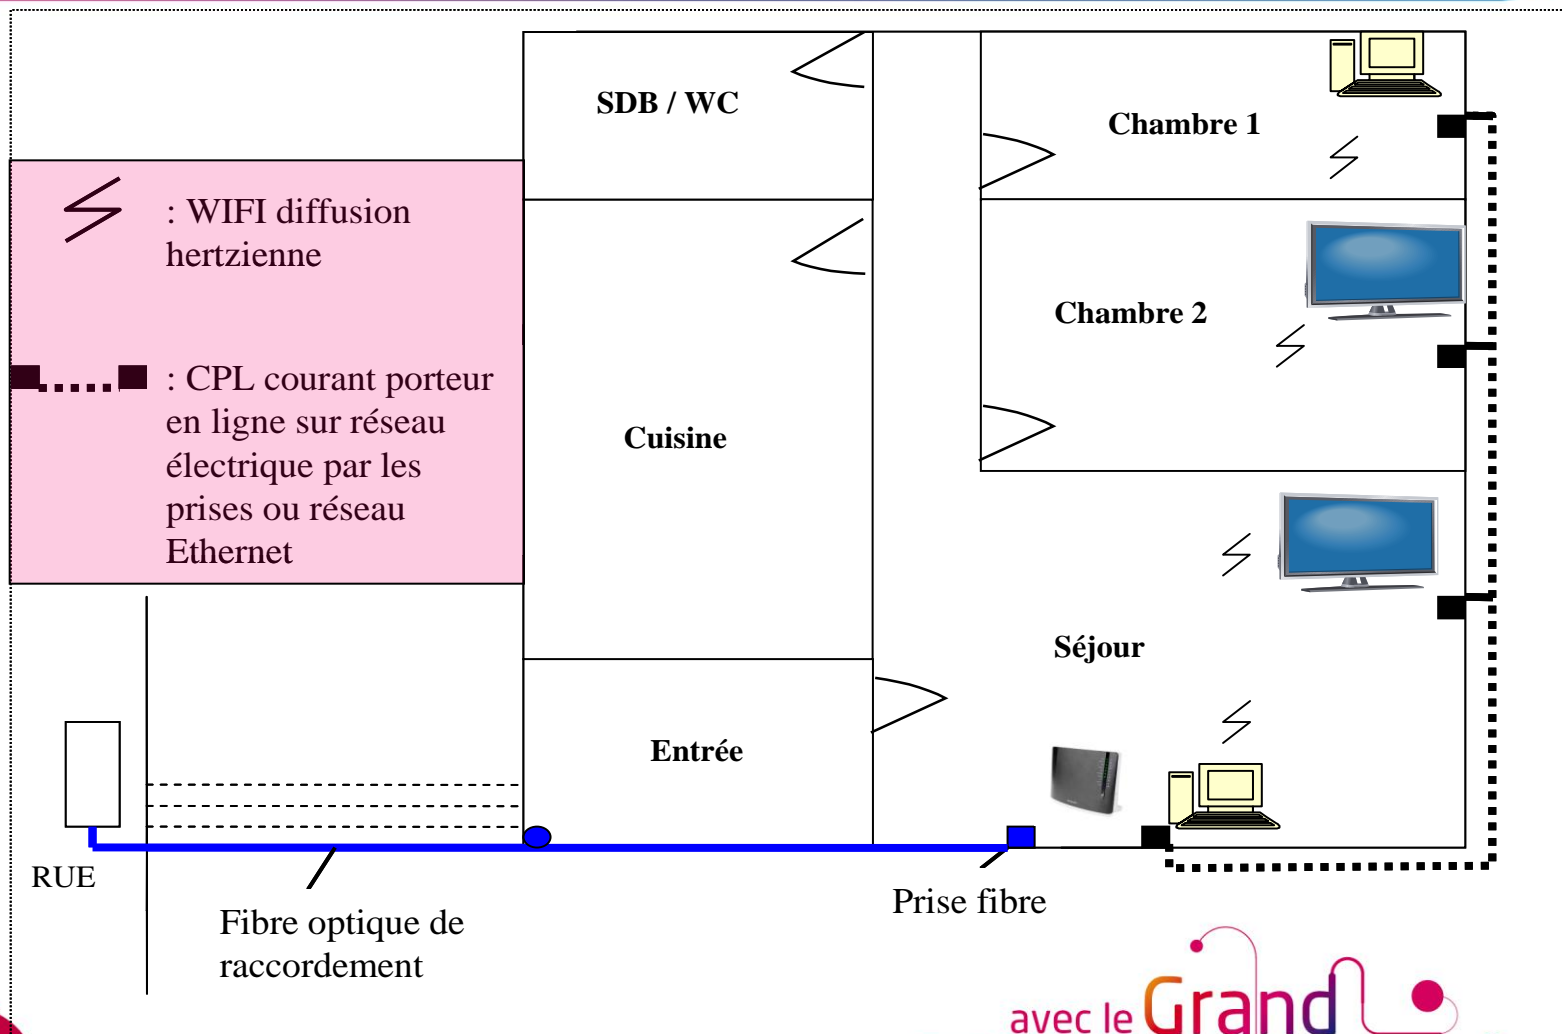 SDB / WC
Chambre 1
: WIFI diffusion
hertzienne
Chambre 2
: CPL courant porteur
en ligne sur réseau
électrique par les
prises ou réseau
Ethernet
Cuisine
Séjour
Entrée
RUE
Prise fibre
Fibre optique de
raccordement
avec le Grand